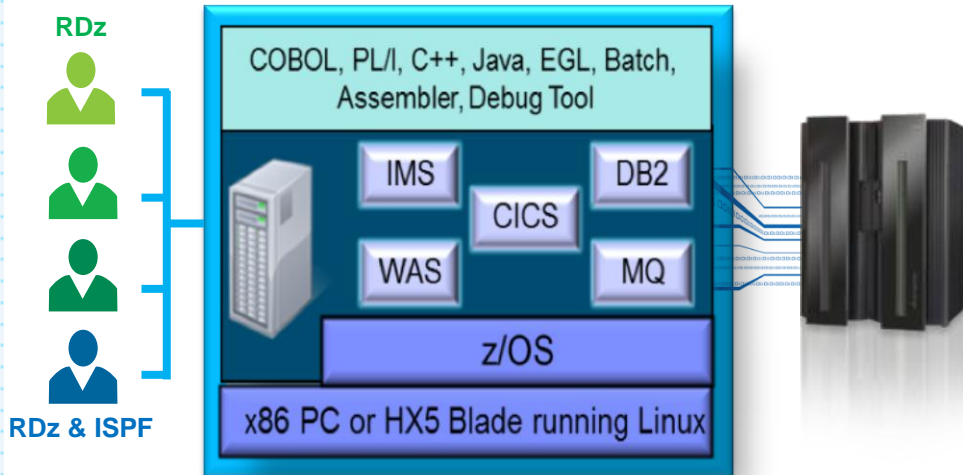 RDz
COBOL, PL/I, C++, Java, EGL, Batch,
Assembler, Debug Tool
IMS
DB2
CICS
WAS
MQ
z/OS
RDz & ISPF
x86 PC or HX5 Blade running Linux